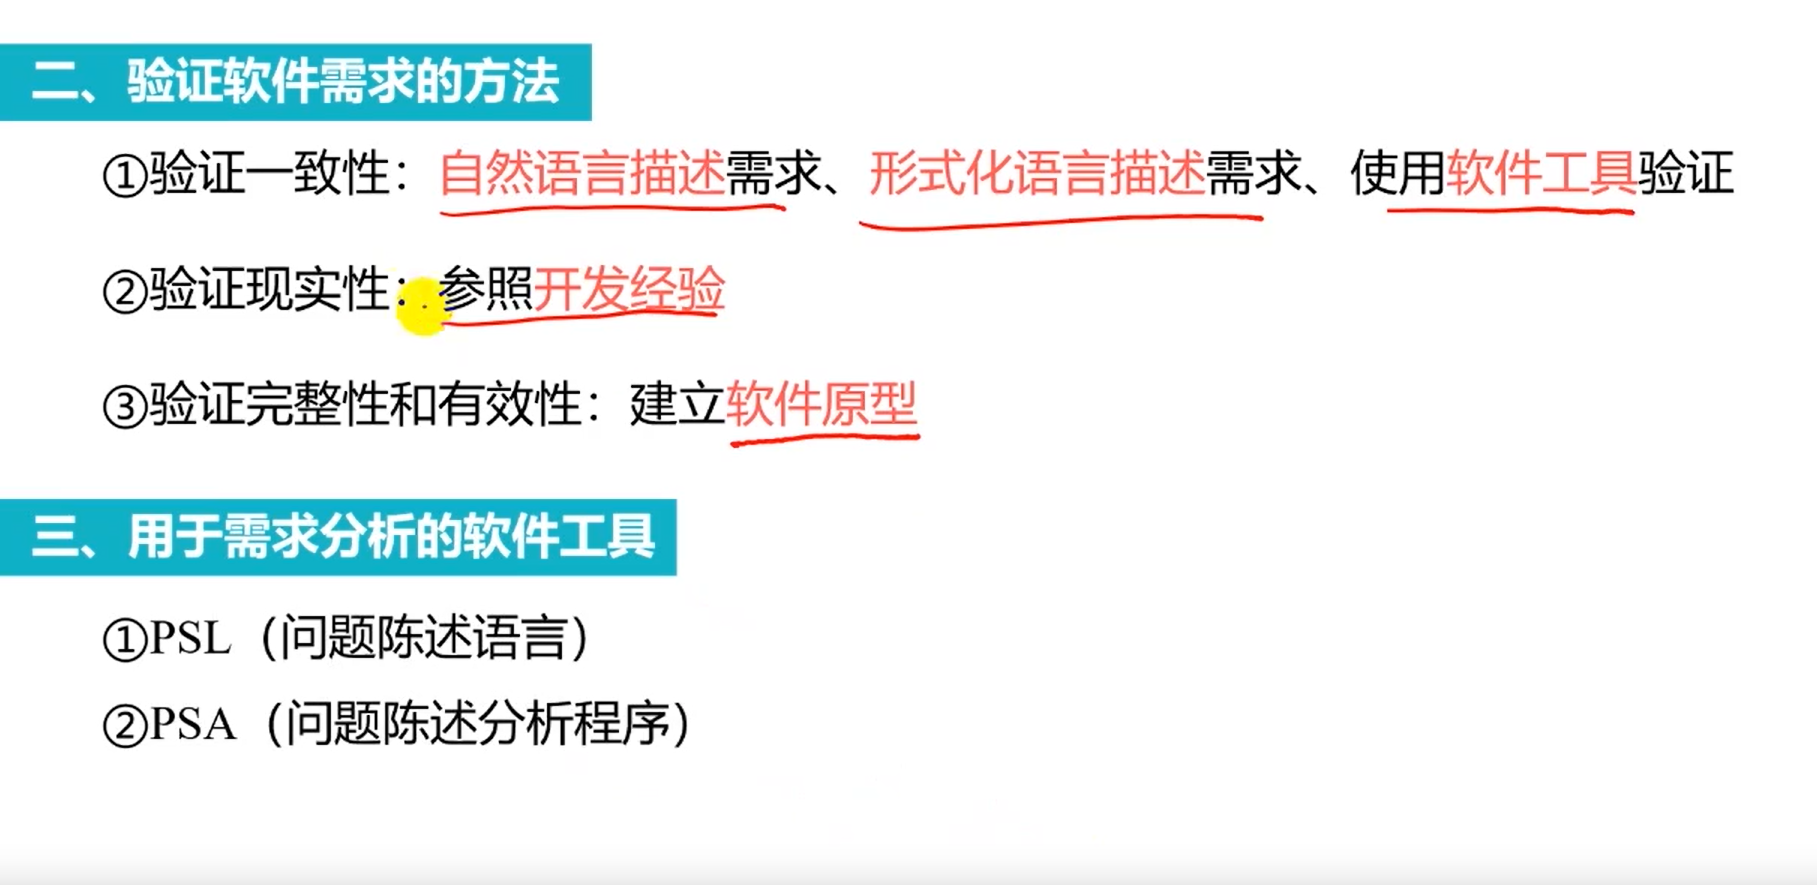 二、验证软件需求的方法
①验证一致性：自然语言描述需求、形式化语言描述需求、使用软件工具验证
②验证现实性：参照开发经验
③验证完整性和有效性：建立软件原型
三、用于需求分析的软件工具
①PSL（问题陈述语言）
②PSA（问题陈述分析程序）